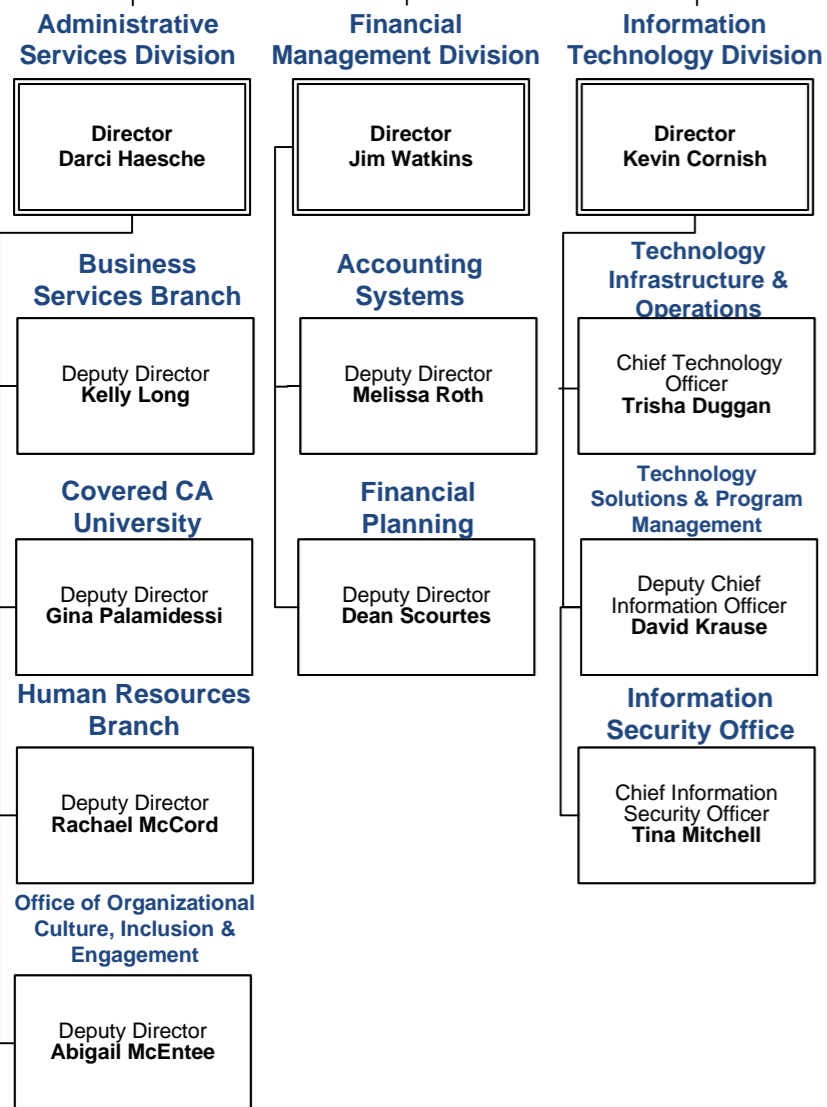 Administrative
Services Division
Director
Darci Haesche
Business
Services Branch
Deputy Director
Kelly Long
Covered CA
University
Deputy Director
Gina Palamidessi
Human Resources
Branch
Deputy Director
Rachael McCord
Office of Organizational
Culture, Inclusion &
Engagement
Deputy Director
Abigail McEntee
Financial
Management Division
Director
Jim Watkins
Accounting
Systems
Deputy Director
Melissa Roth
Financial
Planning
Deputy Director
Dean Scourtes
Information
Technology Division
Director
Kevin Cornish
Technology
Infrastructure &
Operations
Chief Technology
Officer
Trisha Duggan
Technology
Solutions & Program
Management
Deputy Chief
Information Officer
David Krause
Information
Security Office
Chief Information
Security Officer
Tina Mitchell